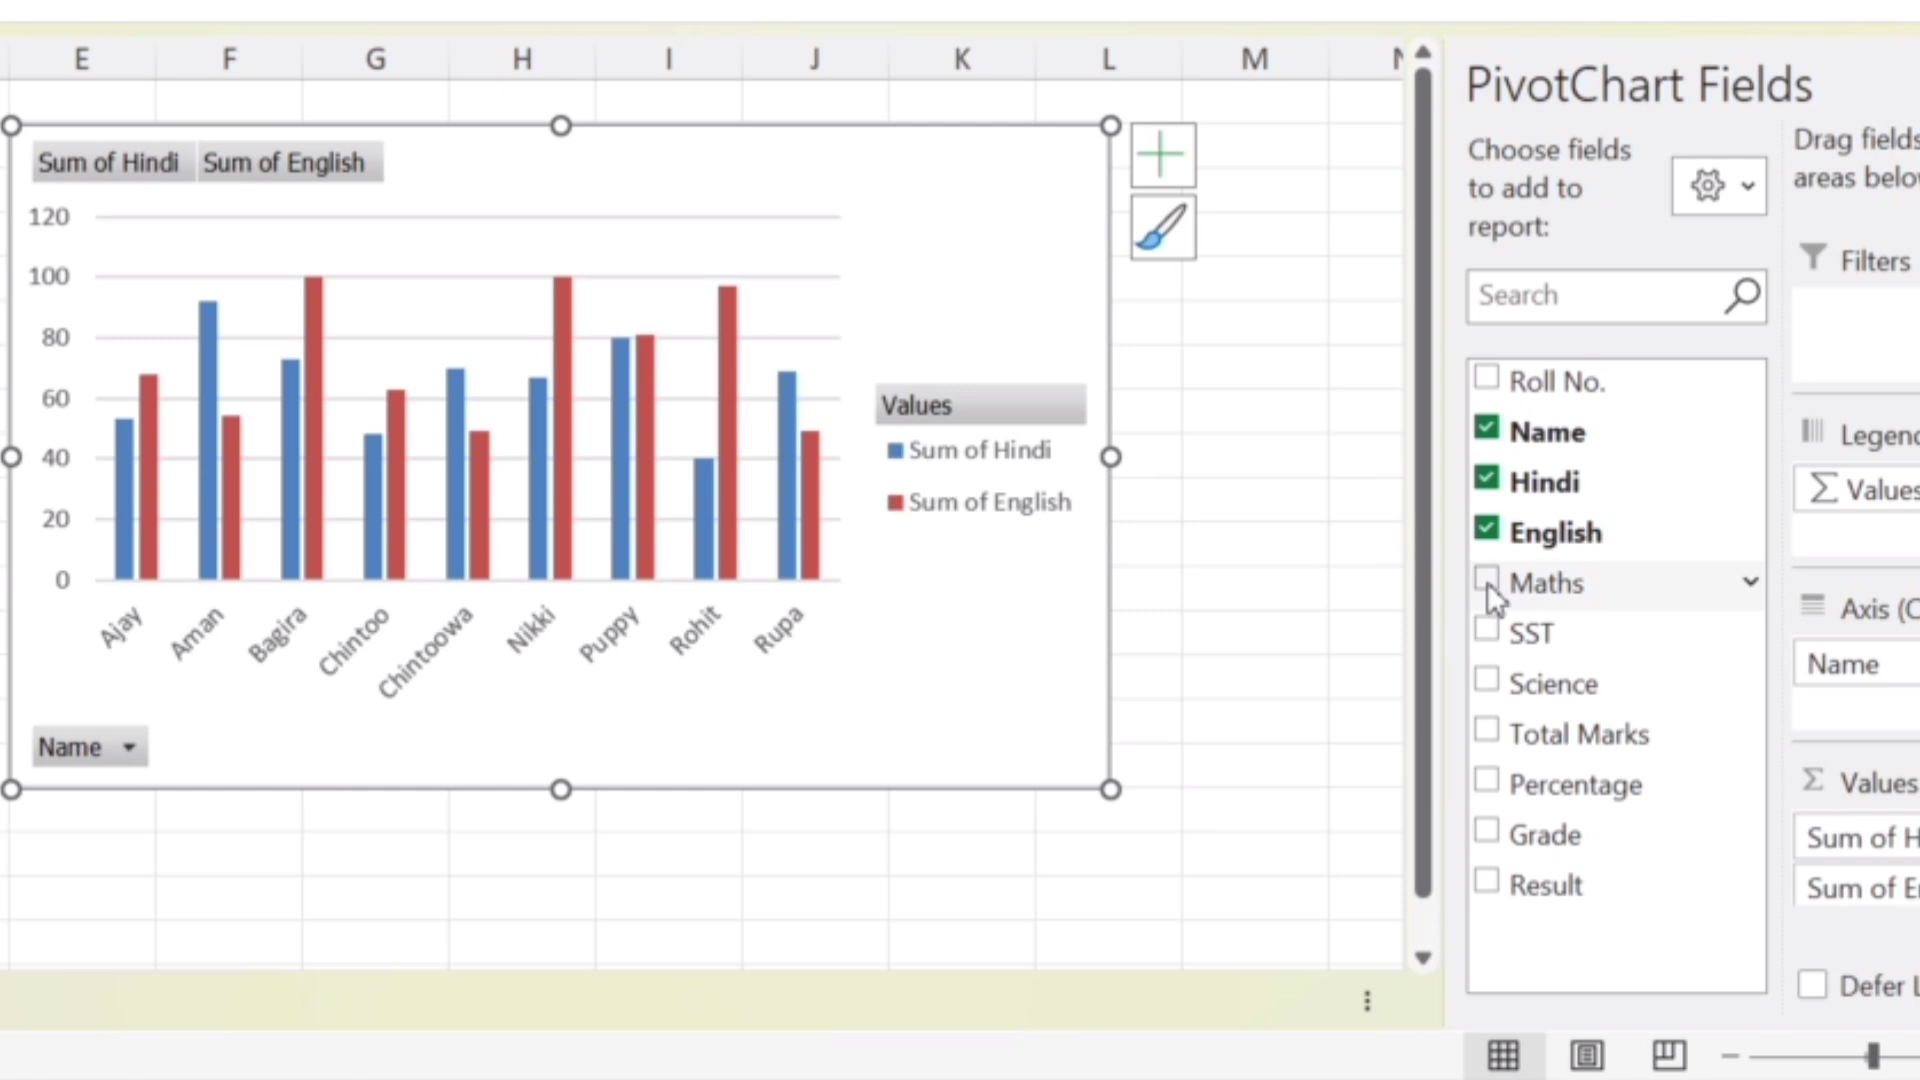 E F G H I J K L M N
Sum of Hindi Sum of English
120
100
80
60
40
20
0
Ajay Aman Bagira Chintoo Chintoowa Nikki Puppy Rohit Rupa
Values
Sum of Hindi
Sum of English
Name
PivotChart Fields
Choose fields
to add to
report:
Search
Roll No.
Name
Hindi
English
Maths
SST
Science
Total Marks
Percentage
Grade
Result
Drag fields
areas belo
Filters
Legend
Σ Values
Axis (C
Name
Σ Values
Sum of H
Sum of E
Defer L